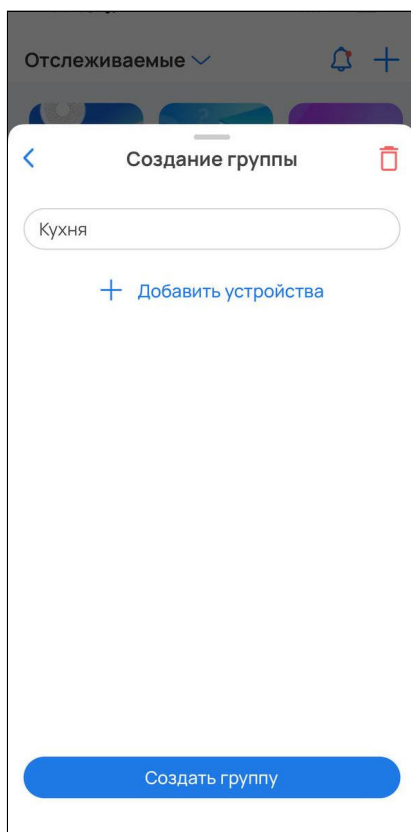 Отслеживаемые
Создание группы
Кухня
Добавить устройства
Создать группу